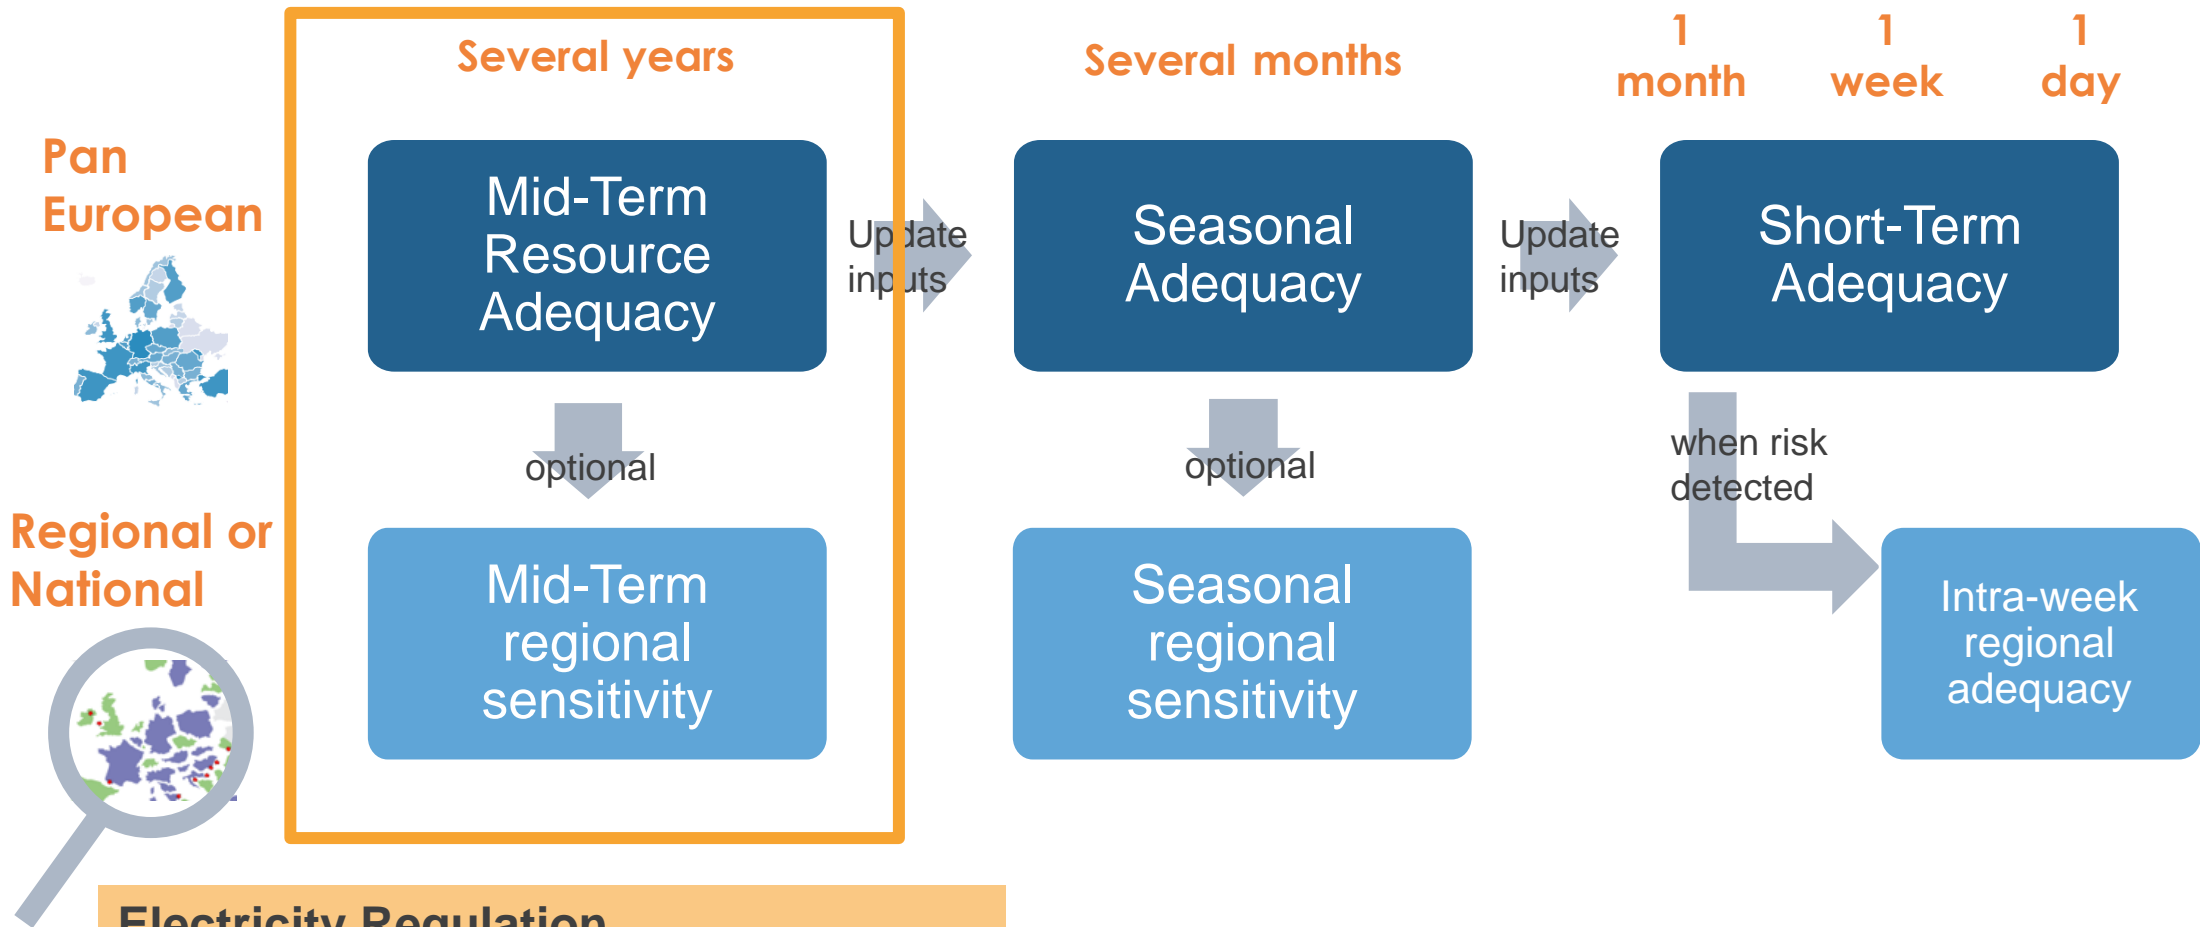 Several years
Several months
1
month
1
week
1
day
Pan
European
Mid-Term
Resource
Adequacy
Update
inputs
Seasonal
Adequacy
Update
inputs
Short-Term
Adequacy
optional
optional
when risk
detected
Regional or
National
Mid-Term
regional
sensitivity
Seasonal
regional
sensitivity
Intra-week
regional
adequacy
Electricity Regulation